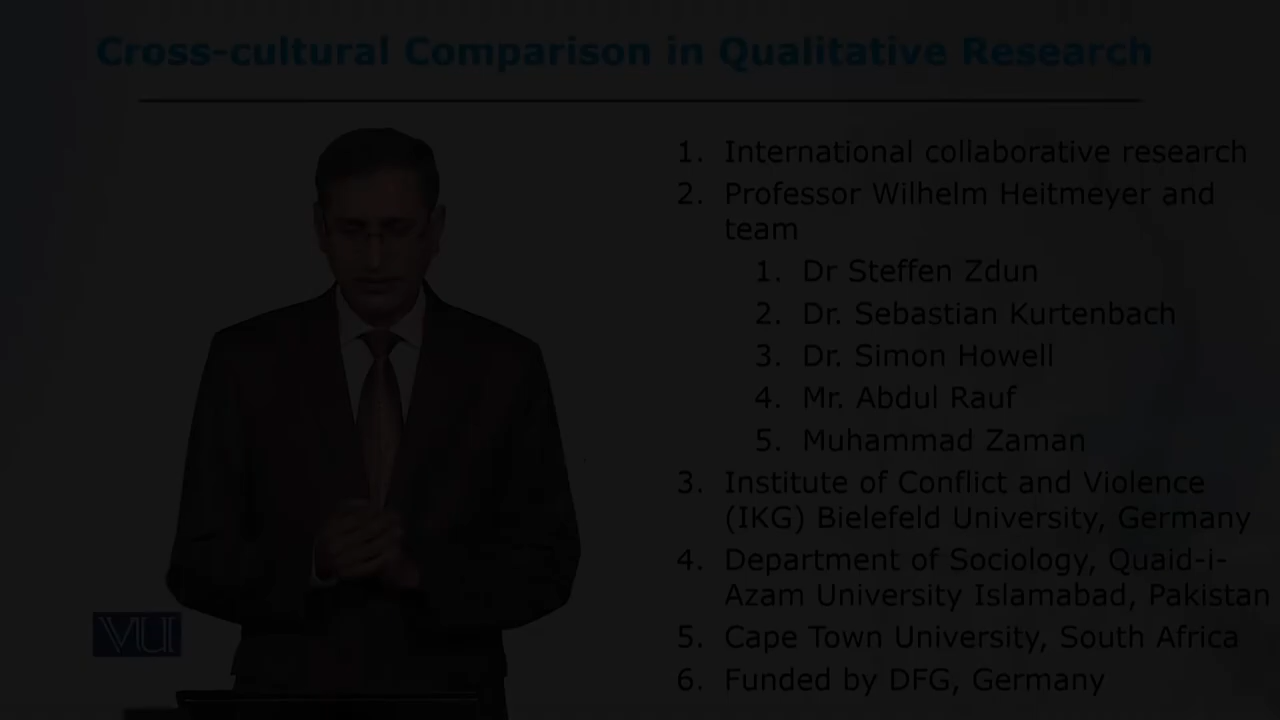 Cross-cultural Comparison in Qualitative Research
1. International collaborative research
2. Professor Wilhelm Heitmeyer and
team
1. Dr Steffen Zdun
2. Dr. Sebastian Kurtenbach
3. Dr. Simon Howell
4. Mr. Abdul Rauf
5. Muhammad Zaman
3. Institute of Conflict and Violence
(IKG) Bielefeld University, Germany
4. Department of Sociology, Quaid-i-
Azam University Islamabad, Pakistan
5. Cape Town University, South Africa
6. Funded by DFG, Germany
VU